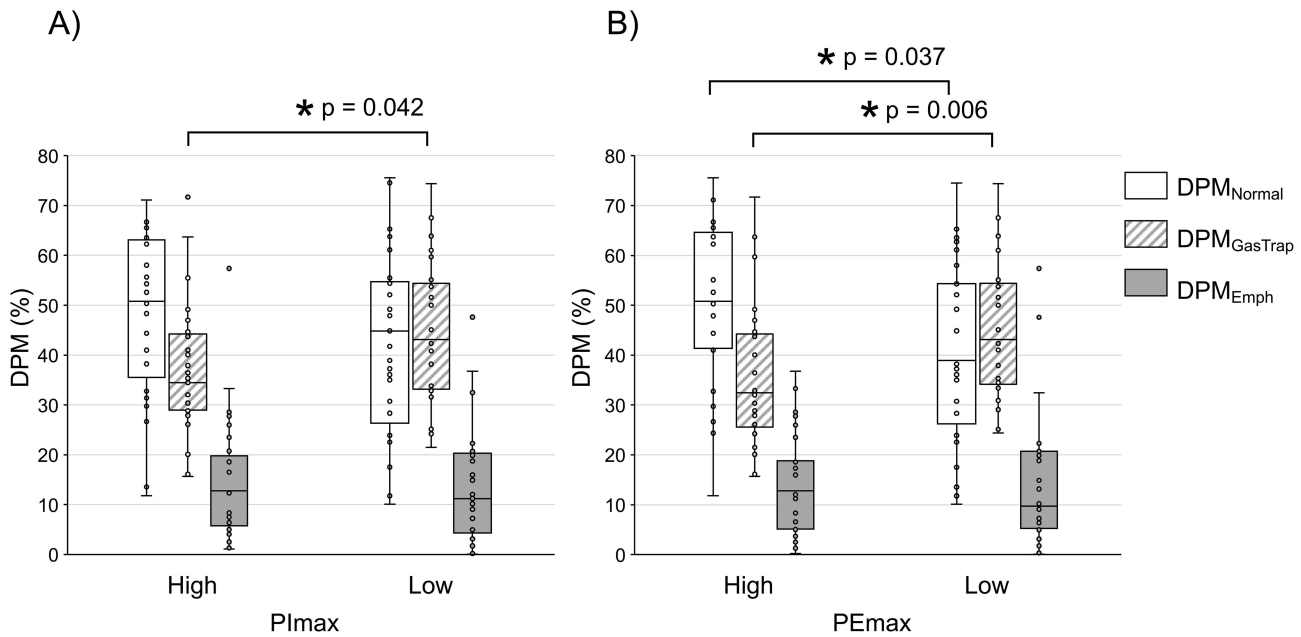 A)
* p = 0.042
DPM (%)
80
70
60
50
40
30
20
10
0
High
Low
PImax
B)
* p = 0.037
* p = 0.006
DPM (%)
80
70
60
50
40
30
20
10
0
High
Low
PEmax
DPMNormal
DPMGasTrap
DPMEmph